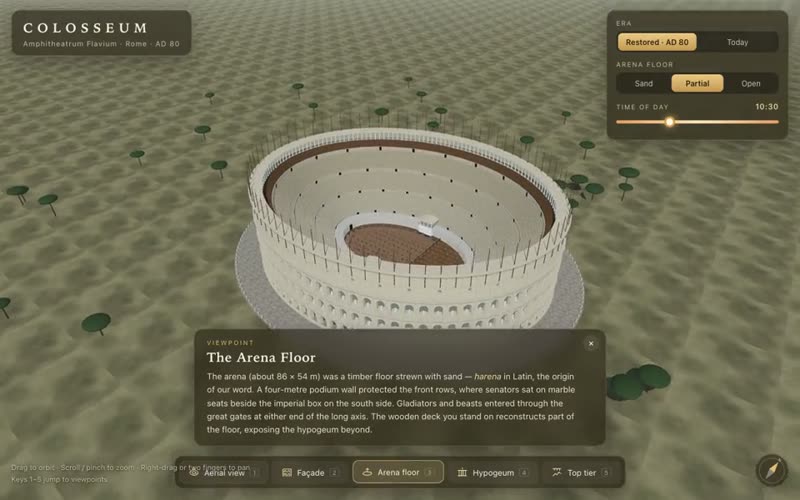 COLOSSEUM
Amphitheatrum Flavium · Rome · AD 80
ERA
Restored · AD 80 Today
ARENA FLOOR
Sand Partial Open
TIME OF DAY 10:30
VIEWPOINT
The Arena Floor
The arena (about 86 × 54 m) was a timber floor strewn with sand — harena in Latin, the origin
of our word. A four-metre podium wall protected the front rows, where senators sat on marble
seats beside the imperial box on the south side. Gladiators and beasts entered through the
great gates at either end of the long axis. The wooden deck you stand on reconstructs part of
the floor, exposing the hypogeum beyond.
Drag to orbit · Scroll / pinch to zoom · Right-drag or two fingers to pan
Keys 1–5 jump to viewpoints
Aerial view 1 Façade 2 Arena floor 3 Hypogeum 4 Top tier 5